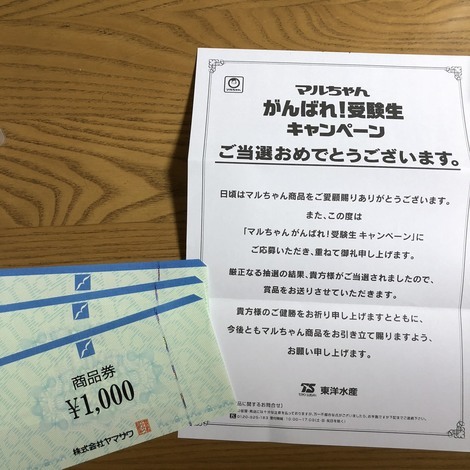 マルちゃん
がんばれ!受験生
キャンペーン
ご当選おめでとうございます。
日頃はマルちゃん商品をご愛顧賜りありがとうございます。
また、この度は
「マルちゃんがんばれ!受験生 キャンペーン」に
ご応募いただき、重ねて御礼申し上げます。
厳正なる抽選の結果、貴方様がご当選されましたので、
賞品をお送りさせていただきます。
貴方様のご健勝をお祈り申し上げますとともに、
今後ともマルちゃん商品をお引き立て賜りますよう、
お願い申し上げます。
東洋水産
品に関するお問合せ
商品券
¥1,000
株式会社ヤマザワ